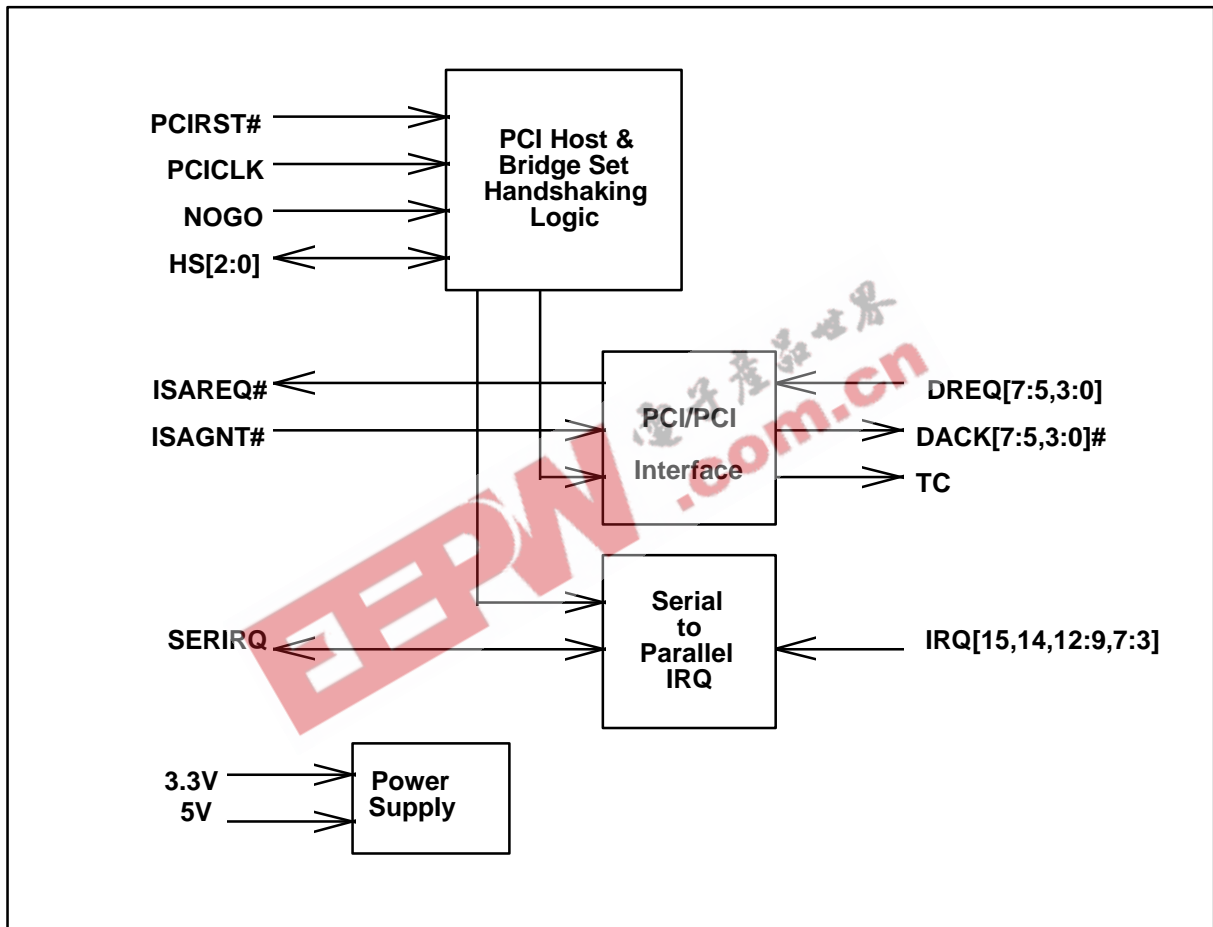 PCIRST#
PCICLK
NOGO
HS[2:0]
PCI Host &
Bridge Set
Handshaking
Logic
ISAREQ#
ISAGNT#
PCI/PCI
Interface
DREQ[7:5,3:0]
DACK[7:5,3:0]#
TC
SERIRQ
Serial
to
Parallel
IRQ
IRQ[15,14,12:9,7:3]
3.3V
5V
Power
Supply
EEPW
.com.cn
電子產品世界